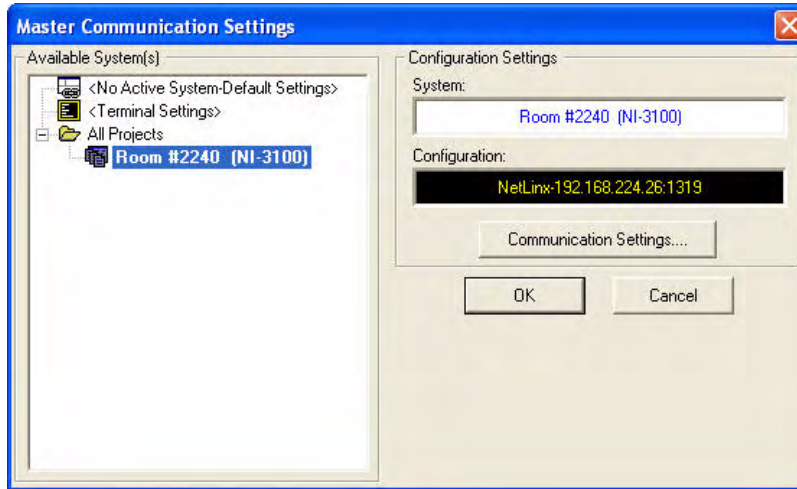 Master Communication Settings
Available System(s)
<No Active System-Default Settings>
<Terminal Settings>
All Projects
Room #2240 (NI-3100)
Configuration Settings
System:
Room #2240 (NI-3100)
Configuration:
NetLinx-192.168.224.26:1319
Communication Settings....
OK
Cancel